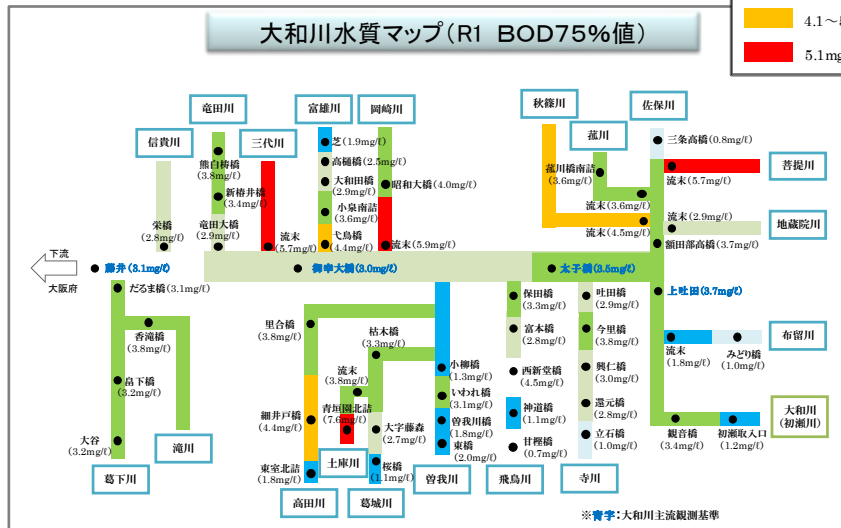 大和川水質マップ(R1 BOD75%値)
4.1～
5.1mg
竜田川
富雄川
岡崎川
秋篠川
佐保川
信貴川
三代川
菰川
芝(1.9mg/ℓ)
高樋橋(2.5mg/ℓ)
大和田橋
(2.9mg/ℓ)
小泉南詰
(3.6mg/ℓ)
弋鳥橋
(4.4mg/ℓ)
熊白梼橋
(3.8mg/ℓ)
新椿井橋
(3.4mg/ℓ)
竜田大橋
(2.9mg/ℓ)
栄橋
(2.8mg/ℓ)
流末
(5.7mg/ℓ)
昭和大橋(4.0mg/ℓ)
流末(5.9mg/ℓ)
三条高橋(0.8mg/ℓ)
菩提川
流末
(5.7mg/ℓ)
菰川橋南詰
(3.6mg/ℓ)
流末
(3.6mg/ℓ)
流末
(4.5mg/ℓ)
流末(2.9mg/ℓ)
地蔵院川
額田部高橋(3.7mg/ℓ)
下流
大阪府
藤井(3.1mg/ℓ)
御幸大橋(3.0mg/ℓ)
太子橋(3.5mg/ℓ)
上吐田(3.7mg/ℓ)
だるま橋(3.1mg/ℓ)
香滝橋
(3.8mg/ℓ)
畠下橋
(3.2mg/ℓ)
大谷
(3.2mg/ℓ)
葛下川
滝川
里合橋
(3.8mg/ℓ)
枯木橋
(3.3mg/ℓ)
流末
(3.8mg/ℓ)
青垣園北詰
(7.6mg/ℓ)
細井戸橋
(4.4mg/ℓ)
大字藤森
(2.7mg/ℓ)
東室北詰
(1.8mg/ℓ)
桜橋
(1.1mg/ℓ)
土庫川
高田川
葛城川
曽我川
小柳橋
(1.3mg/ℓ)
いわれ橋
(3.1mg/ℓ)
曽我川橋
(1.8mg/ℓ)
東橋
(2.0mg/ℓ)
保田橋
(3.3mg/ℓ)
富本橋
(2.8mg/ℓ)
西新堂橋
(4.5mg/ℓ)
神道橋
(1.1mg/ℓ)
甘樫橋
(0.7mg/ℓ)
飛鳥川
吐田橋
(2.9mg/ℓ)
今里橋
(3.8mg/ℓ)
興仁橋
(3.0mg/ℓ)
還元橋
(2.8mg/ℓ)
立石橋
(1.0mg/ℓ)
寺川
布留川
流末
(1.8mg/ℓ)
みどり橋
(1.0mg/ℓ)
大和川
(初瀬川)
観音橋
(3.4mg/ℓ)
初瀬取入口
(1.2mg/ℓ)
※青字:大和川主流観測基準